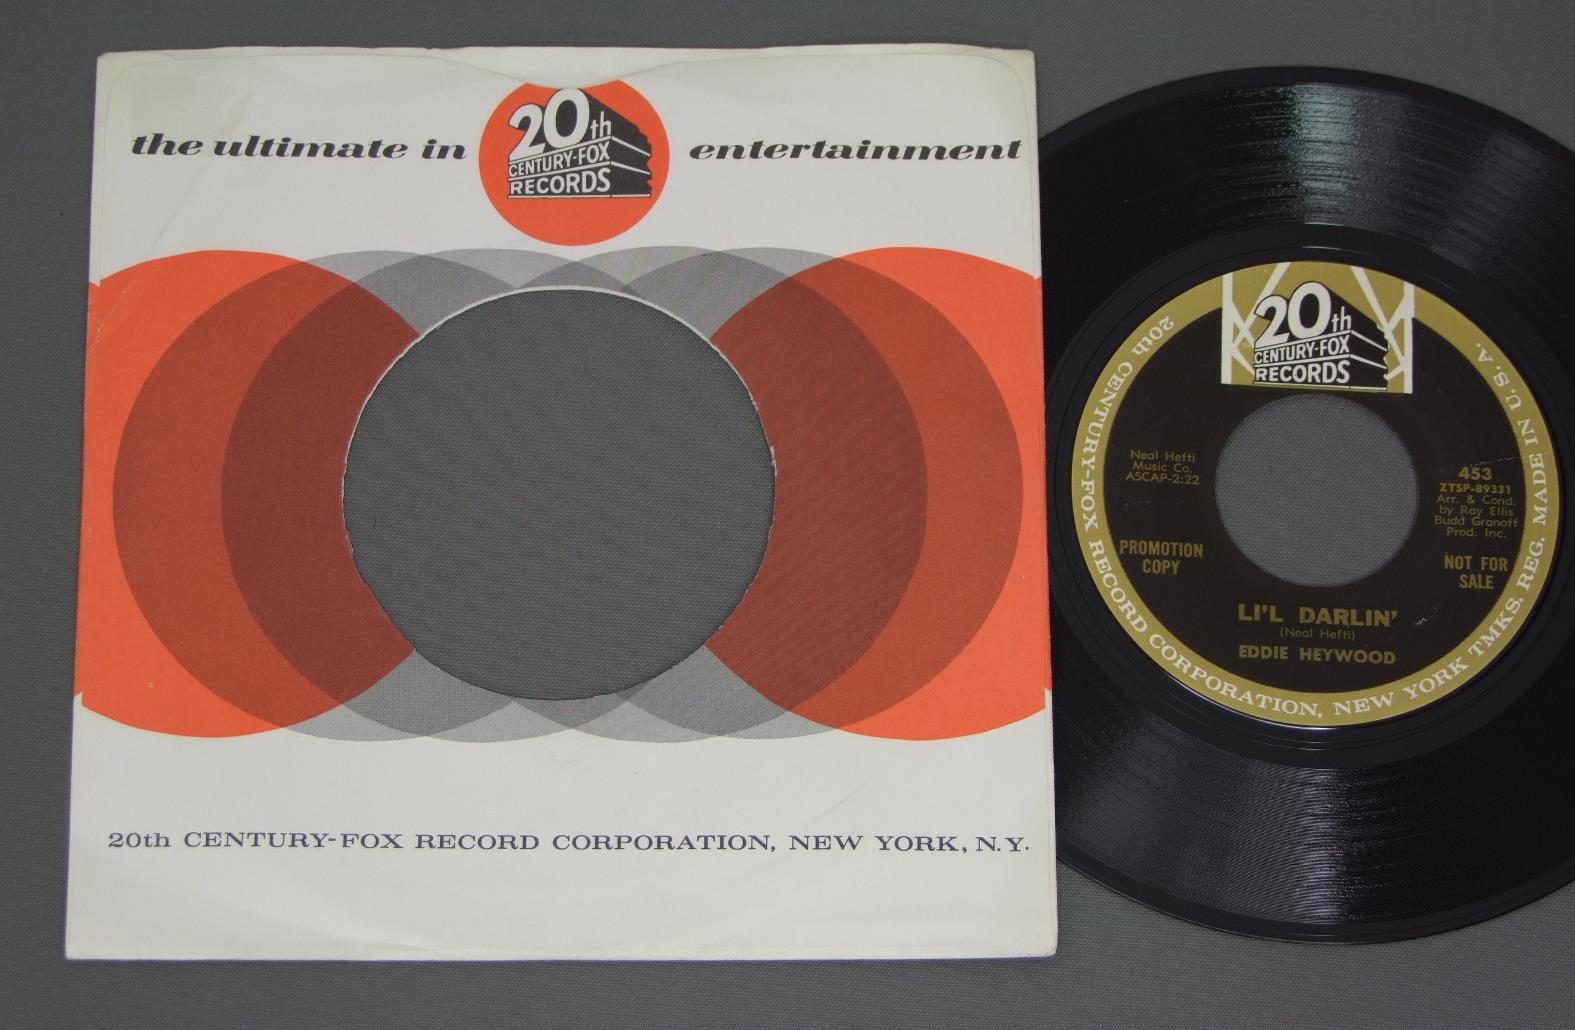 the ultimate in
20th
CENTURY-FOX
RECORDS
entertainment
20th CENTURY-FOX RECORD CORPORATION, NEW YORK, N.Y.
20th
CENTURY-FOX
RECORDS
20th CENTURY-FOX RECORD CORPORATION, NEW YORK TMKS. REG. MADE IN U.S.A.
Neal Hefti
Music Co.
ASCAP-2:22
PROMOTION
COPY
453
ZTSP-89331
Arr. & Cond.
by Ray Ellis
Budd Granoff
Prod. Inc.
NOT FOR
SALE
LI'L DARLIN'
(Neal Hefti)
EDDIE HEYWOOD